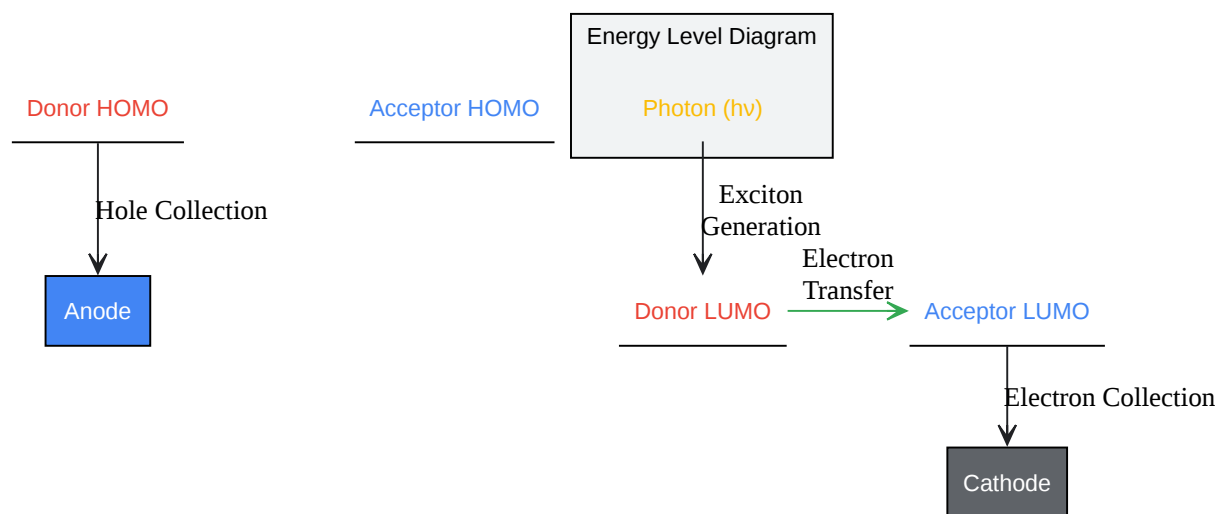 Energy Level Diagram
Donor HOMO
Acceptor HOMO
Photon (hν)
Hole Collection
Exciton
Generation
Electron
Transfer
Anode
Donor LUMO
Acceptor LUMO
Electron Collection
Cathode